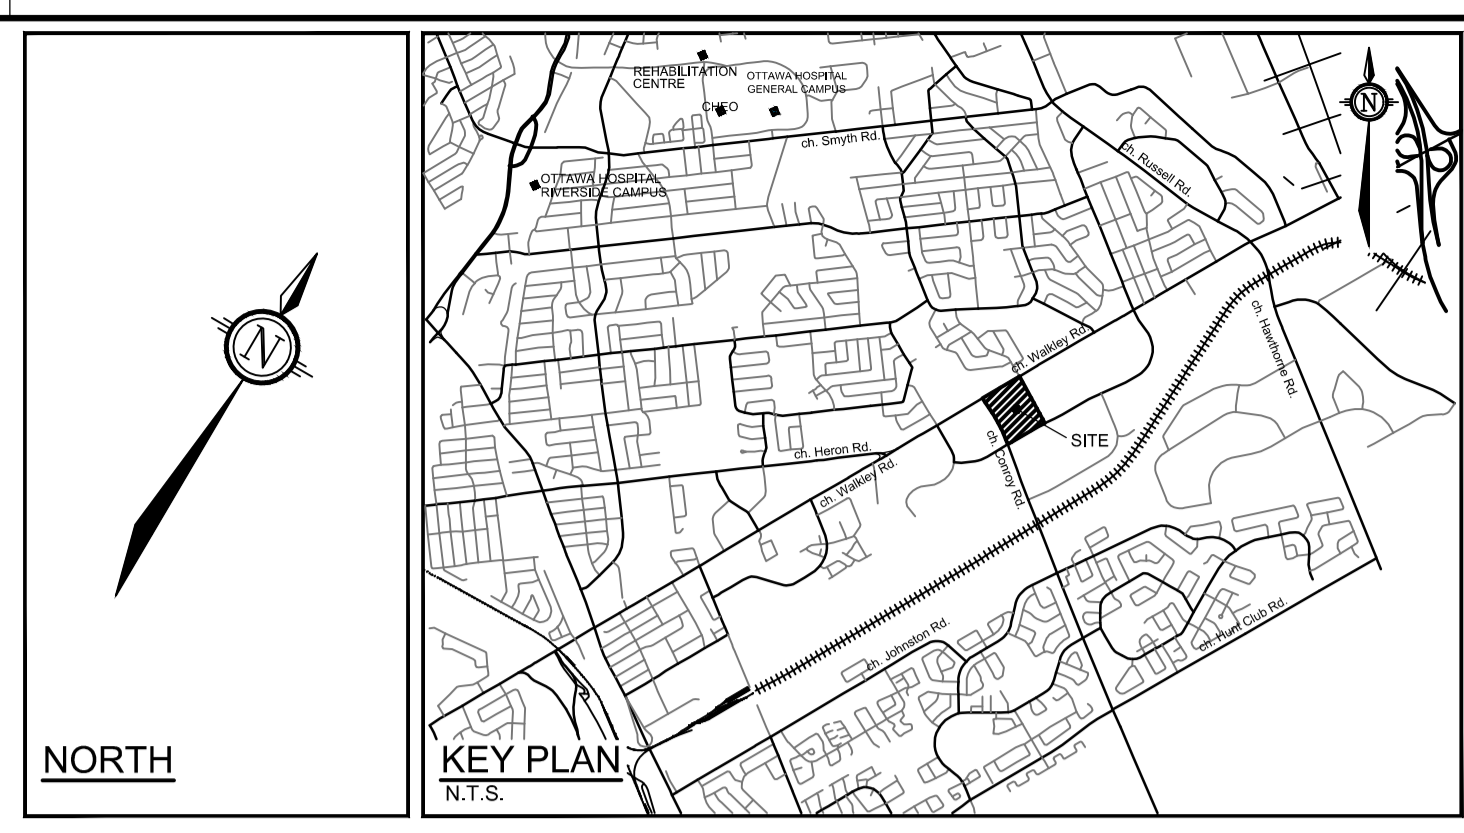 REHABILITATION
CENTRE
OTTAWA HOSPITAL
GENERAL CAMPUS
CHEO
ch. Smyth Rd.
ch. Russell Rd.
N
OTTAWA HOSPITAL
RIVERSIDE CAMPUS
N
ch. Walkley Rd.
ch. Hawthorne Rd.
SITE
ch. Conroy Rd.
ch. Heron Rd.
ch. Walkley Rd.
ch. Johnston Rd.
ch. Hunt Club Rd.
NORTH
KEY PLAN
N.T.S.